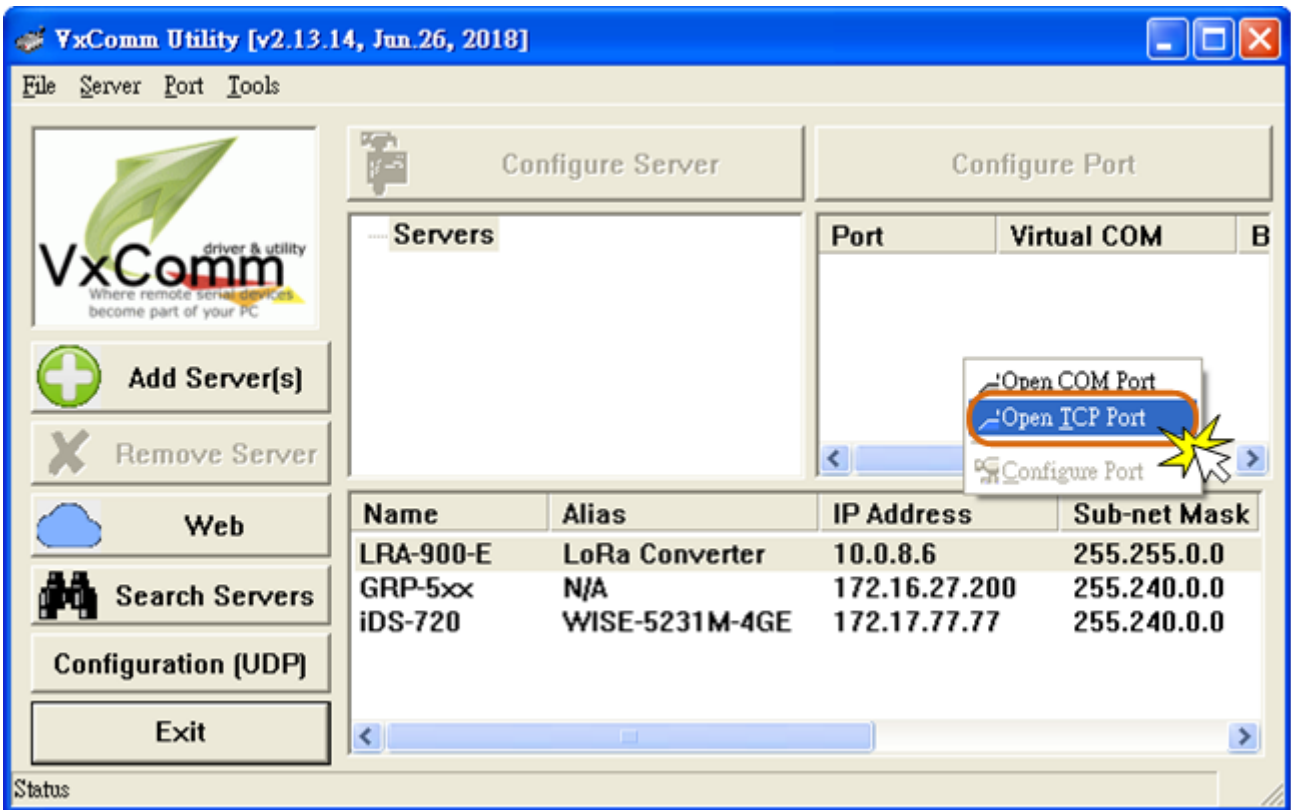 VxComm Utility [v2.13.14, Jun.26, 2018]
File Server Port Tools
VxComm
driver & utility
Where remote serial devices
become part of your PC
Add Server(s)
Remove Server
Web
Search Servers
Configuration (UDP)
Exit
Configure Server
Configure Port
Servers
Port Virtual COM B
Open COM Port
Open TCP Port
Configure Port
Name Alias IP Address Sub-net Mask
LRA-900-E LoRa Converter 10.0.8.6 255.255.0.0
GRP-5xx N/A 172.16.27.200 255.240.0.0
iDS-720 WISE-5231M-4GE 172.17.77.77 255.240.0.0
Status